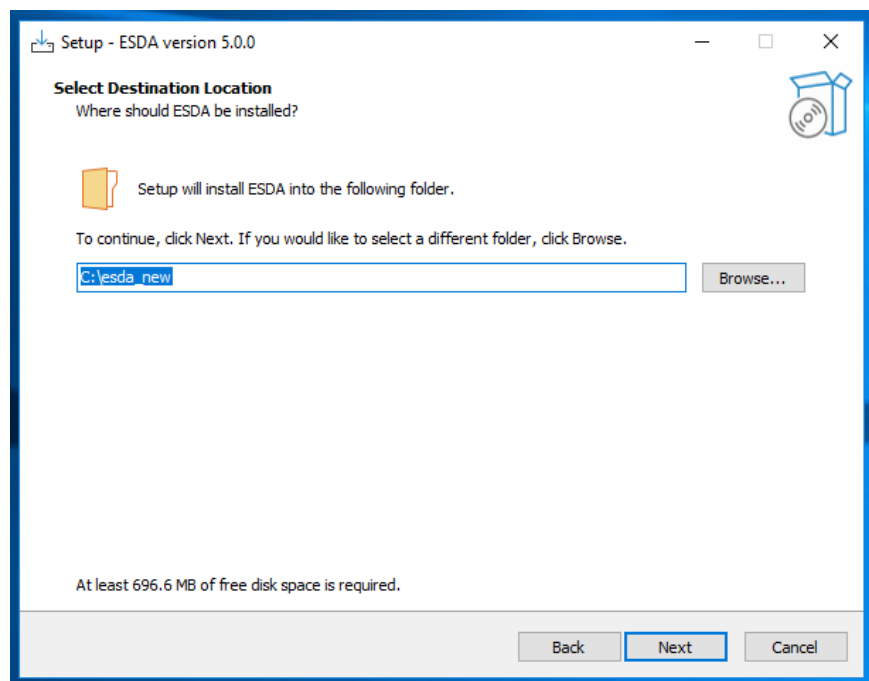 Setup - ESDA version 5.0.0
Select Destination Location
Where should ESDA be installed?
Setup will install ESDA into the following folder.
To continue, click Next. If you would like to select a different folder, click Browse.
C:\esda_new
Browse...
At least 696.6 MB of free disk space is required.
Back
Next
Cancel